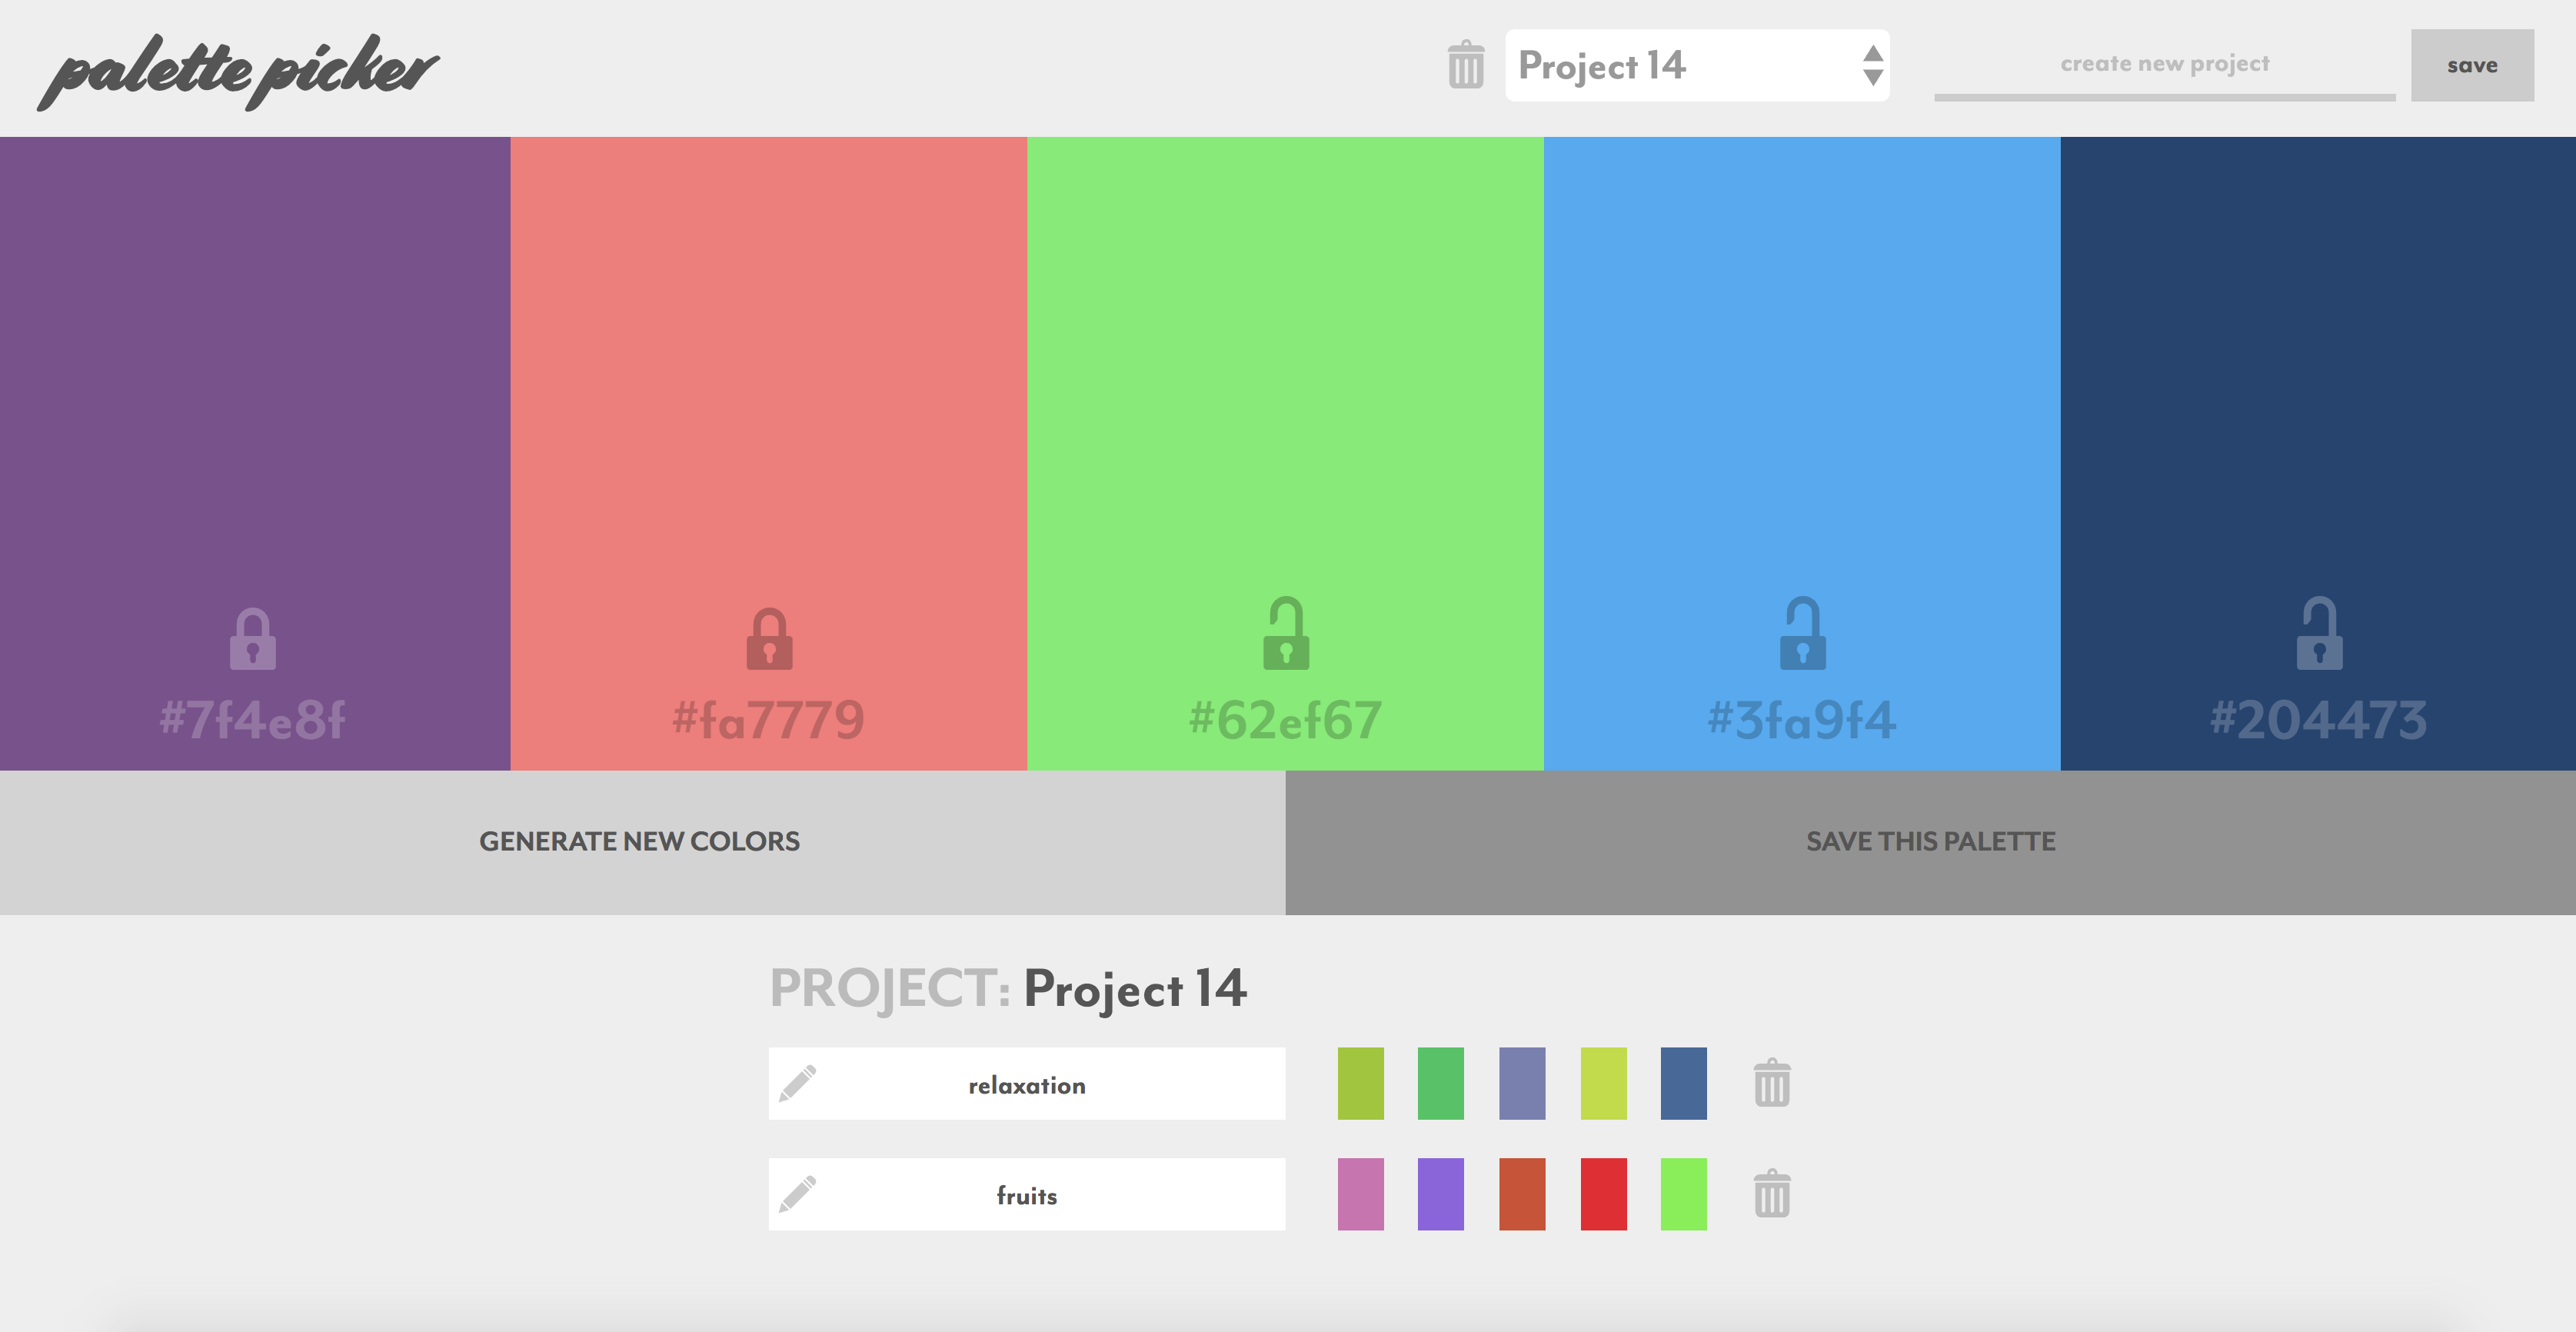 palette picker
Project 14
create new project
save
#7f4e8f
#fa7779
#62ef67
#3fa9f4
#204473
GENERATE NEW COLORS
SAVE THIS PALETTE
PROJECT: Project 14
relaxation
fruits